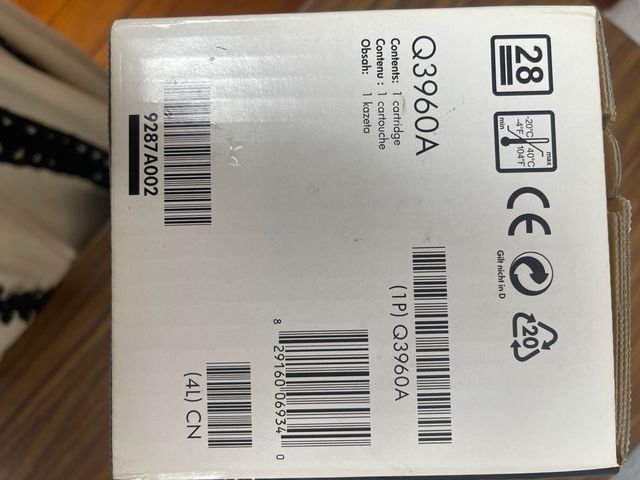 28
-20°C
-4°F
min
40°C
104°F
max
CE
Gilt nicht in D
20
Q3960A
Contents: 1 cartridge
Contenu : 1 cartouche
Obsah: 1 kazeta
(1P) Q3960A
8 29160 06934 0
9287A002
(4L) CN